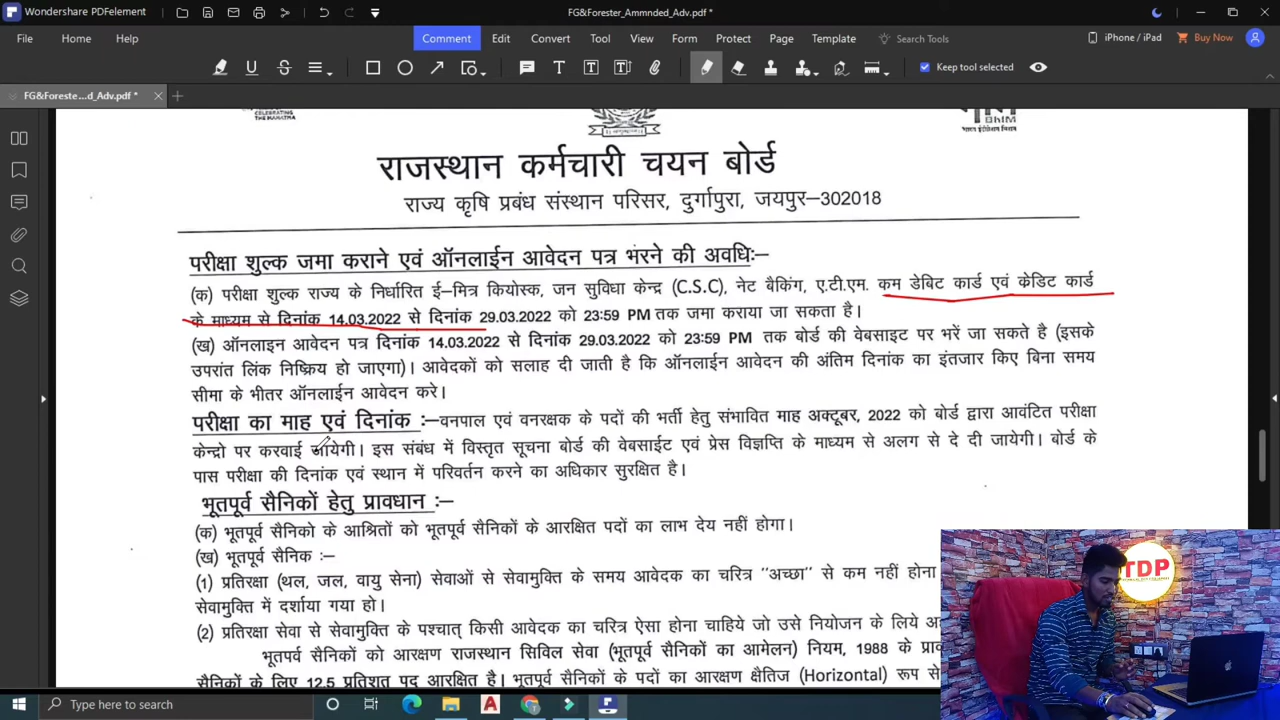 Wondershare PDFelement
FG&Forester_Ammnded_Adv.pdf *
File Home Help
Comment Edit Convert Tool View Form Protect Page Template Search Tools
iPhone / iPad Buy Now
Keep tool selected
FG&Foreste...d_Adv.pdf *
CELEBRATING
THE MAHATMA
राजस्थान कर्मचारी चयन बोर्ड
राज्य कृषि प्रबंध संस्थान परिसर, दुर्गापुरा, जयपुर–302018
परीक्षा शुल्क जमा कराने एवं ऑनलाईन आवेदन पत्र भरने की अवधिः–
(क) परीक्षा शुल्क राज्य के निर्धारित ई–मित्र कियोस्क, जन सुविधा केन्द्र (C.S.C), नेट बैकिंग, ए.टी.एम. कम डेबिट कार्ड एवं क्रेडिट कार्ड
के माध्यम से दिनांक 14.03.2022 से दिनांक 29.03.2022 को 23:59 PM तक जमा कराया जा सकता है।
(ख) ऑनलाइन आवेदन पत्र दिनांक 14.03.2022 से दिनांक 29.03.2022 को 23:59 PM तक बोर्ड की वेबसाइट पर भरें जा सकते है (इसके
उपरांत लिंक निष्क्रिय हो जाएगा)। आवेदकों को सलाह दी जाती है कि ऑनलाईन आवेदन की अंतिम दिनांक का इंतजार किए बिना समय
सीमा के भीतर ऑनलाईन आवेदन करे।
परीक्षा का माह एवं दिनांक :–वनपाल एवं वनरक्षक के पदों की भर्ती हेतु संभावित माह अक्टूबर, 2022 को बोर्ड द्वारा आवंटित परीक्षा
केन्द्रो पर करवाई जायेगी। इस संबंध में विस्तृत सूचना बोर्ड की वेबसाईट एवं प्रेस विज्ञप्ति के माध्यम से अलग से दे दी जायेगी। बोर्ड के
पास परीक्षा की दिनांक एवं स्थान में परिवर्तन करने का अधिकार सुरक्षित है।
भूतपूर्व सैनिकों हेतु प्रावधान :–
(क) भूतपूर्व सैनिको के आश्रितों को भूतपूर्व सैनिकों के आरक्षित पदों का लाभ देय नहीं होगा।
(ख) भूतपूर्व सैनिक :–
(1) प्रतिरक्षा (थल, जल, वायु सेना) सेवाओं से सेवामुक्ति के समय आवेदक का चरित्र "अच्छा" से कम नहीं होना
सेवामुक्ति में दर्शाया गया हो।
(2) प्रतिरक्षा सेवा से सेवामुक्ति के पश्चात् किसी आवेदक का चरित्र ऐसा होना चाहिये जो उसे नियोजन के लिये
भूतपर्व सैनिकों को आरक्षण राजस्थान सिविल सेवा (भूतपूर्व सैनिकों का आमेलन) नियम, 1988 के
सैनिकों के लिए 12.5 प्रतिशत पद आरक्षित है। भूतपूर्व सैनिकों के पदों का आरक्षण क्षैतिज (Horizontal) रूप से
BHIM
TDP
Type here to search